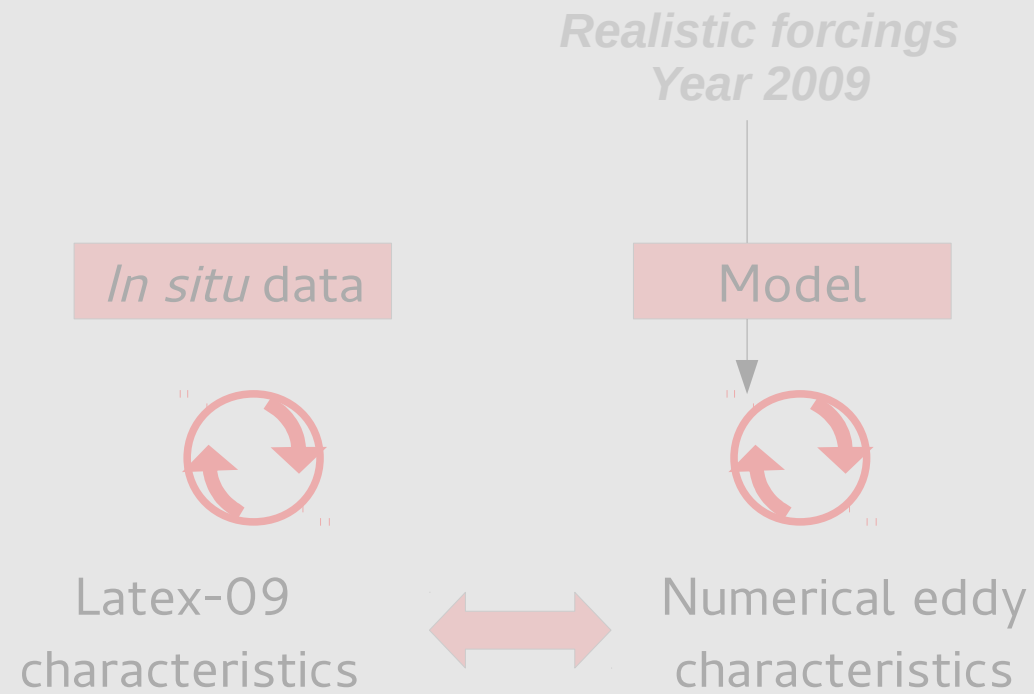 Realistic forcings
Year 2009
In situ data
Model
Latex-09
characteristics
Numerical eddy
characteristics